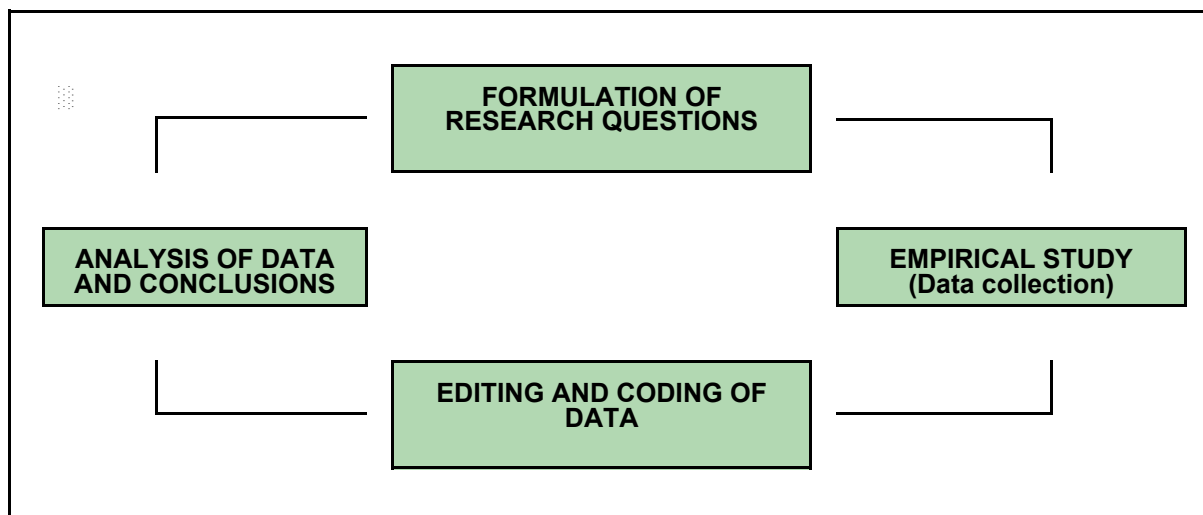 FORMULATION OF
RESEARCH QUESTIONS
ANALYSIS OF DATA
AND CONCLUSIONS
EMPIRICAL STUDY
(Data collection)
EDITING AND CODING OF
DATA